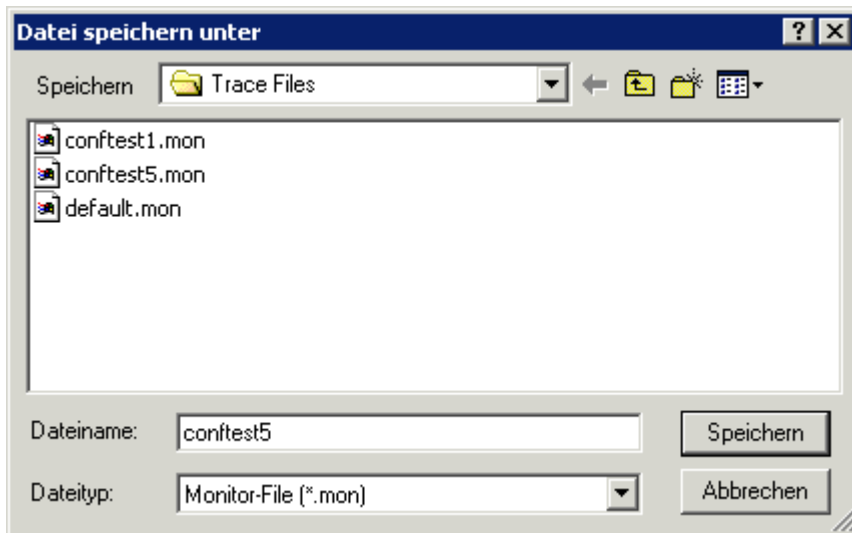 Datei speichern unter
Speichern Trace Files
conftest1.mon
conftest5.mon
default.mon
Dateiname: conftest5 Speichern
Dateityp: Monitor-File (*.mon) Abbrechen